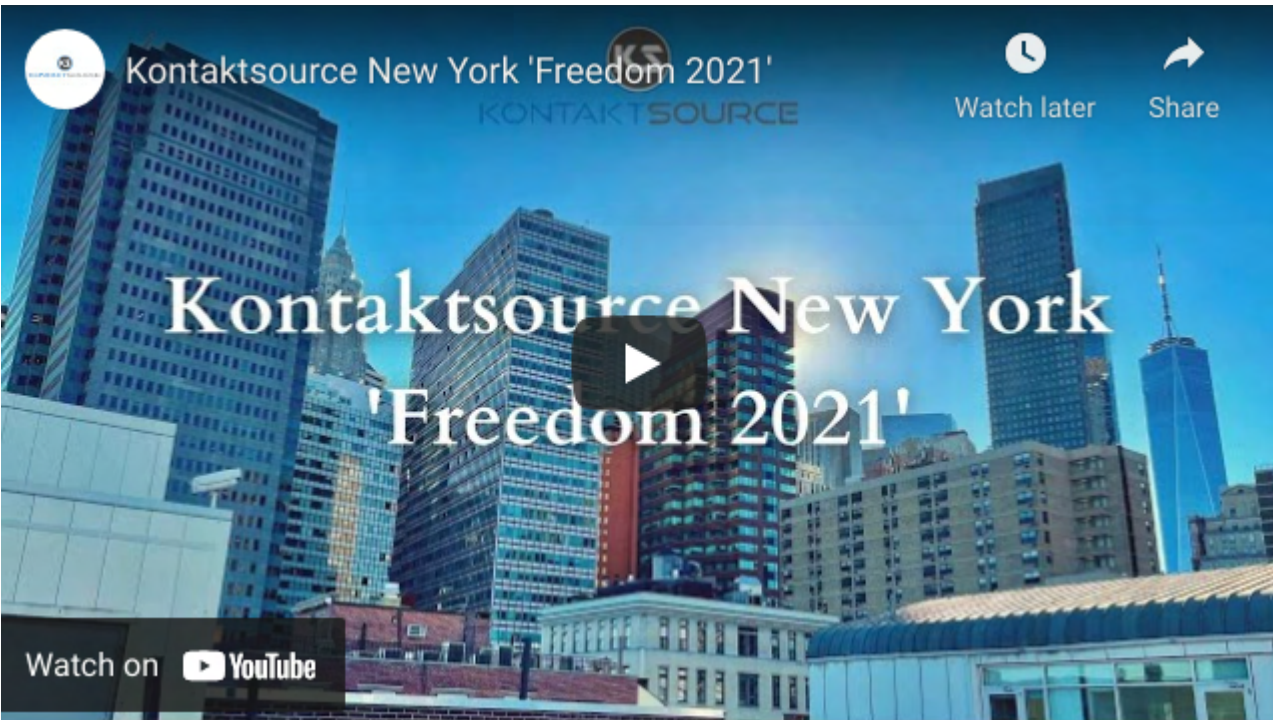 KS
Kontaktsource New York 'Freedom 2021'
KONTAKTSOURCE
Watch later
Share
Kontaktsource New York
'Freedom 2021'
Watch on YouTube